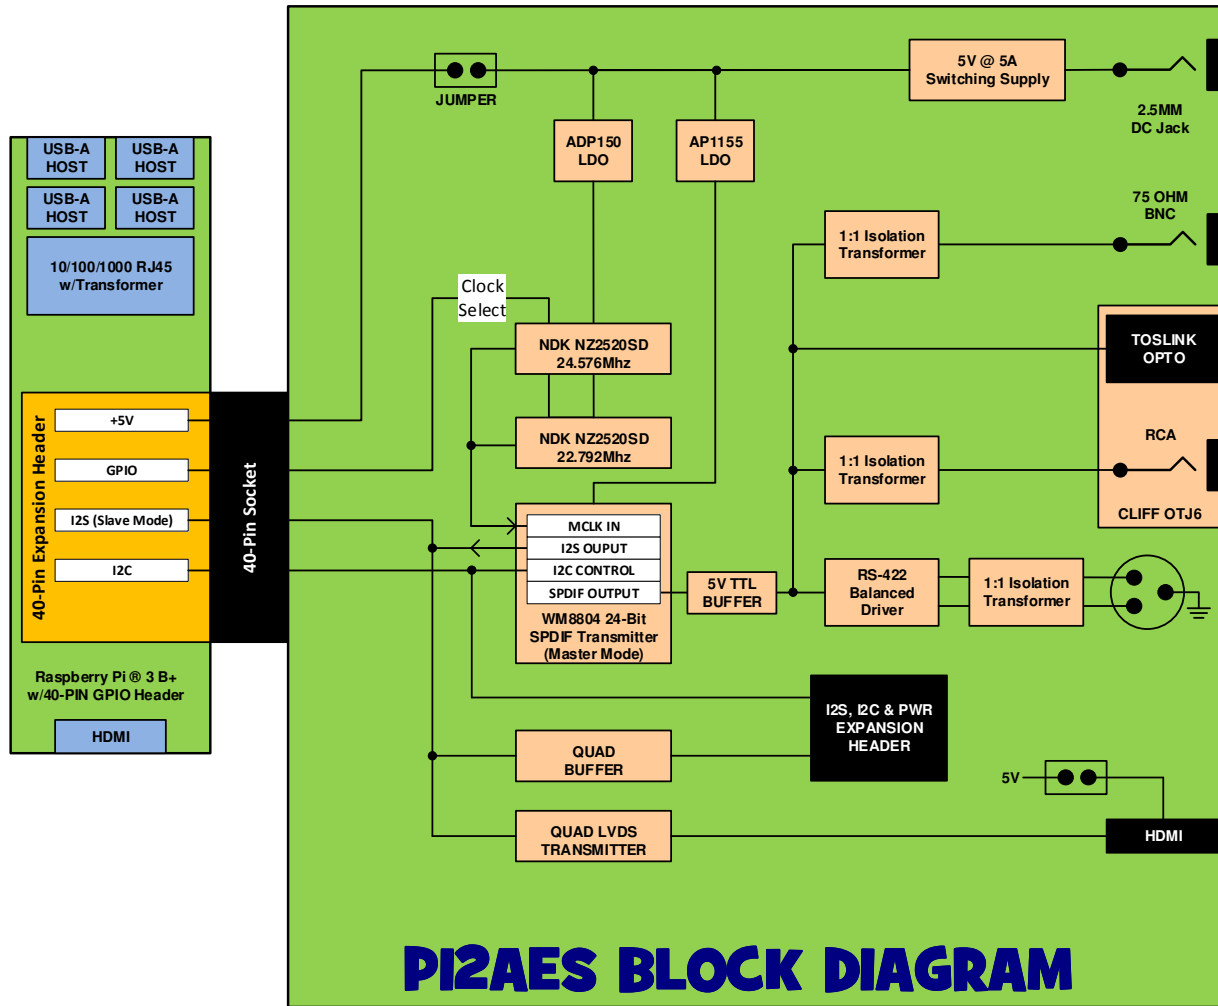 5V @ 5A
Switching Supply
JUMPER
2.5MM
DC Jack
ADP150
LDO
AP1155
LDO
USB-A
HOST
USB-A
HOST
USB-A
HOST
USB-A
HOST
75 OHM
BNC
1:1 Isolation
Transformer
10/100/1000 RJ45
w/Transformer
Clock
Select
NDK NZ2520SD
24.576Mhz
TOSLINK
OPTO
NDK NZ2520SD
22.792Mhz
RCA
1:1 Isolation
Transformer
CLIFF OTJ6
40-Pin Expansion Header
+5V
GPIO
I2S (Slave Mode)
I2C
40-Pin Socket
MCLK IN
I2S OUPUT
I2C CONTROL
SPDIF OUTPUT
WM8804 24-Bit
SPDIF Transmitter
(Master Mode)
5V TTL
BUFFER
RS-422
Balanced
Driver
1:1 Isolation
Transformer
Raspberry Pi ® 3 B+
w/40-PIN GPIO Header
HDMI
I2S, I2C & PWR
EXPANSION
HEADER
QUAD
BUFFER
5V
QUAD LVDS
TRANSMITTER
HDMI
PI2AES BLOCK DIAGRAM